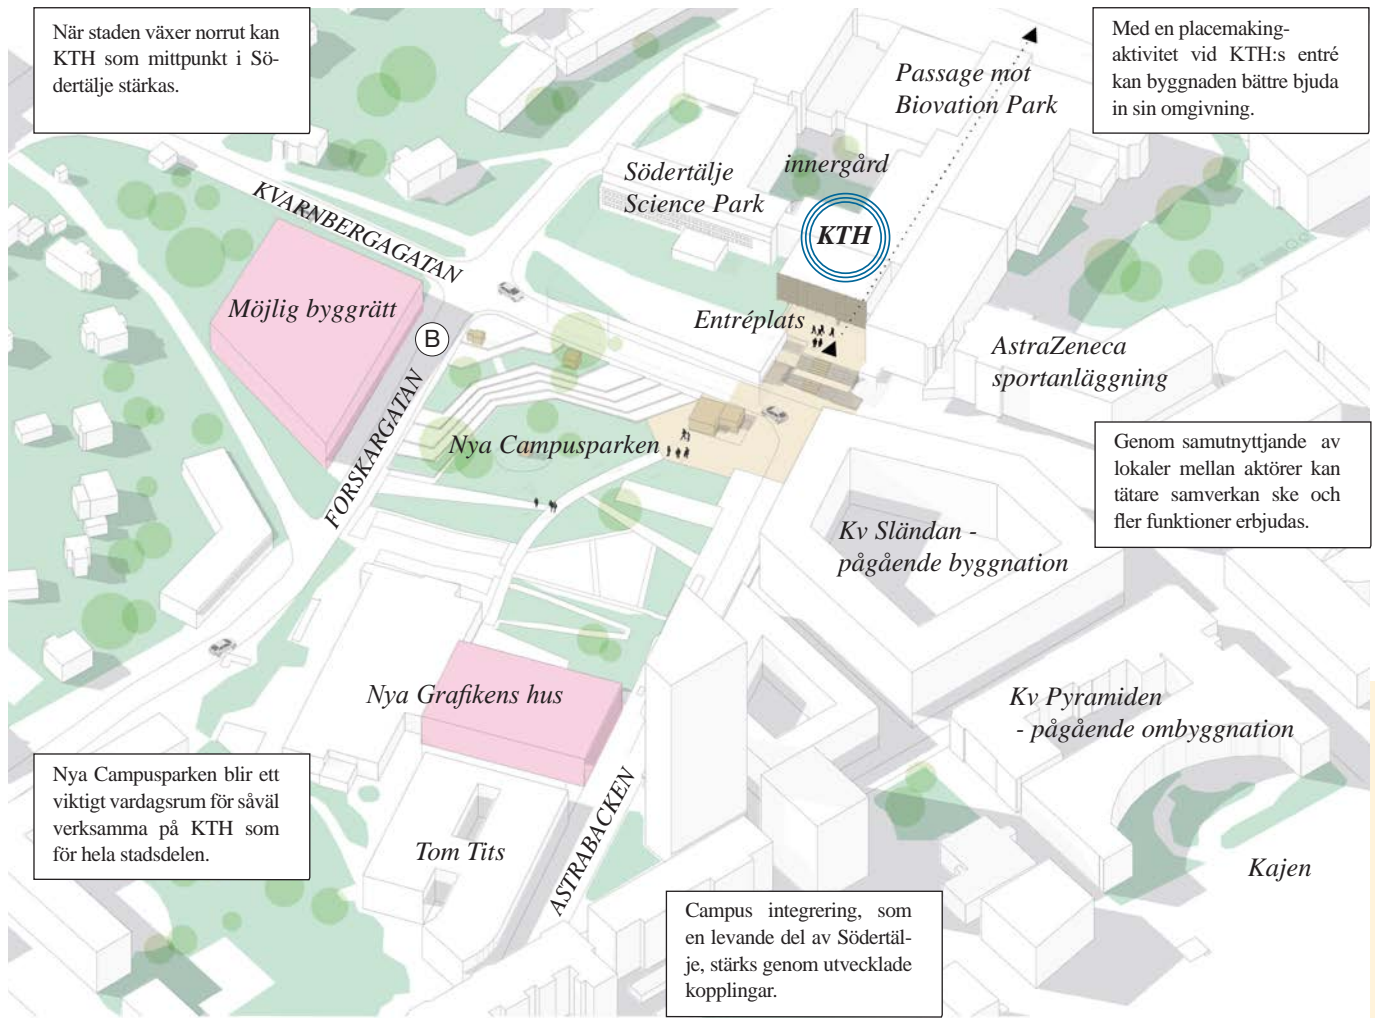 När staden växer norrut kan
KTH som mittpunkt i Sö-
dertälje stärkas.
Med en placemaking-
aktivitet vid KTH:s entré
kan byggnaden bättre bjuda
in sin omgivning.
Passage mot
Biovation Park
innergård
Södertälje
Science Park
KTH
KVARNBERGAGATAN
Möjlig byggrätt
B
Entréplats
AstraZeneca
sportanläggning
FORSKARGATAN
Nya Campusparken
Genom samutnyttjande av
lokaler mellan aktörer kan
tätare samverkan ske och
fler funktioner erbjudas.
Kv Sländan -
pågående byggnation
Nya Grafikens hus
Kv Pyramiden
- pågående ombyggnation
Nya Campusparken blir ett
viktigt vardagsrum för såväl
verksamma på KTH som
för hela stadsdelen.
Tom Tits
ASTRABACKEN
Kajen
Campus integrering, som
en levande del av Södertäl-
je, stärks genom utvecklade
kopplingar.